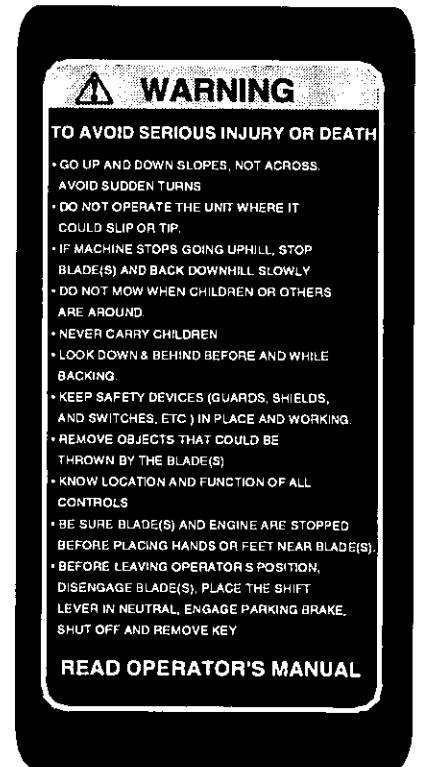 WARNING
TO AVOID SERIOUS INJURY OR DEATH
• GO UP AND DOWN SLOPES, NOT ACROSS.
AVOID SUDDEN TURNS
• DO NOT OPERATE THE UNIT WHERE IT
COULD SLIP OR TIP.
• IF MACHINE STOPS GOING UPHILL, STOP
BLADE(S) AND BACK DOWNHILL SLOWLY
• DO NOT MOW WHEN CHILDREN OR OTHERS
ARE AROUND.
• NEVER CARRY CHILDREN
• LOOK DOWN & BEHIND BEFORE AND WHILE
BACKING.
• KEEP SAFETY DEVICES (GUARDS, SHIELDS,
AND SWITCHES, ETC ) IN PLACE AND WORKING.
• REMOVE OBJECTS THAT COULD BE
THROWN BY THE BLADE(S)
• KNOW LOCATION AND FUNCTION OF ALL
CONTROLS
• BE SURE BLADE(S) AND ENGINE ARE STOPPED
BEFORE PLACING HANDS OR FEET NEAR BLADE(S).
• BEFORE LEAVING OPERATOR S POSITION,
DISENGAGE BLADE(S), PLACE THE SHIFT
LEVER IN NEUTRAL, ENGAGE PARKING BRAKE,
SHUT OFF AND REMOVE KEY
READ OPERATOR'S MANUAL